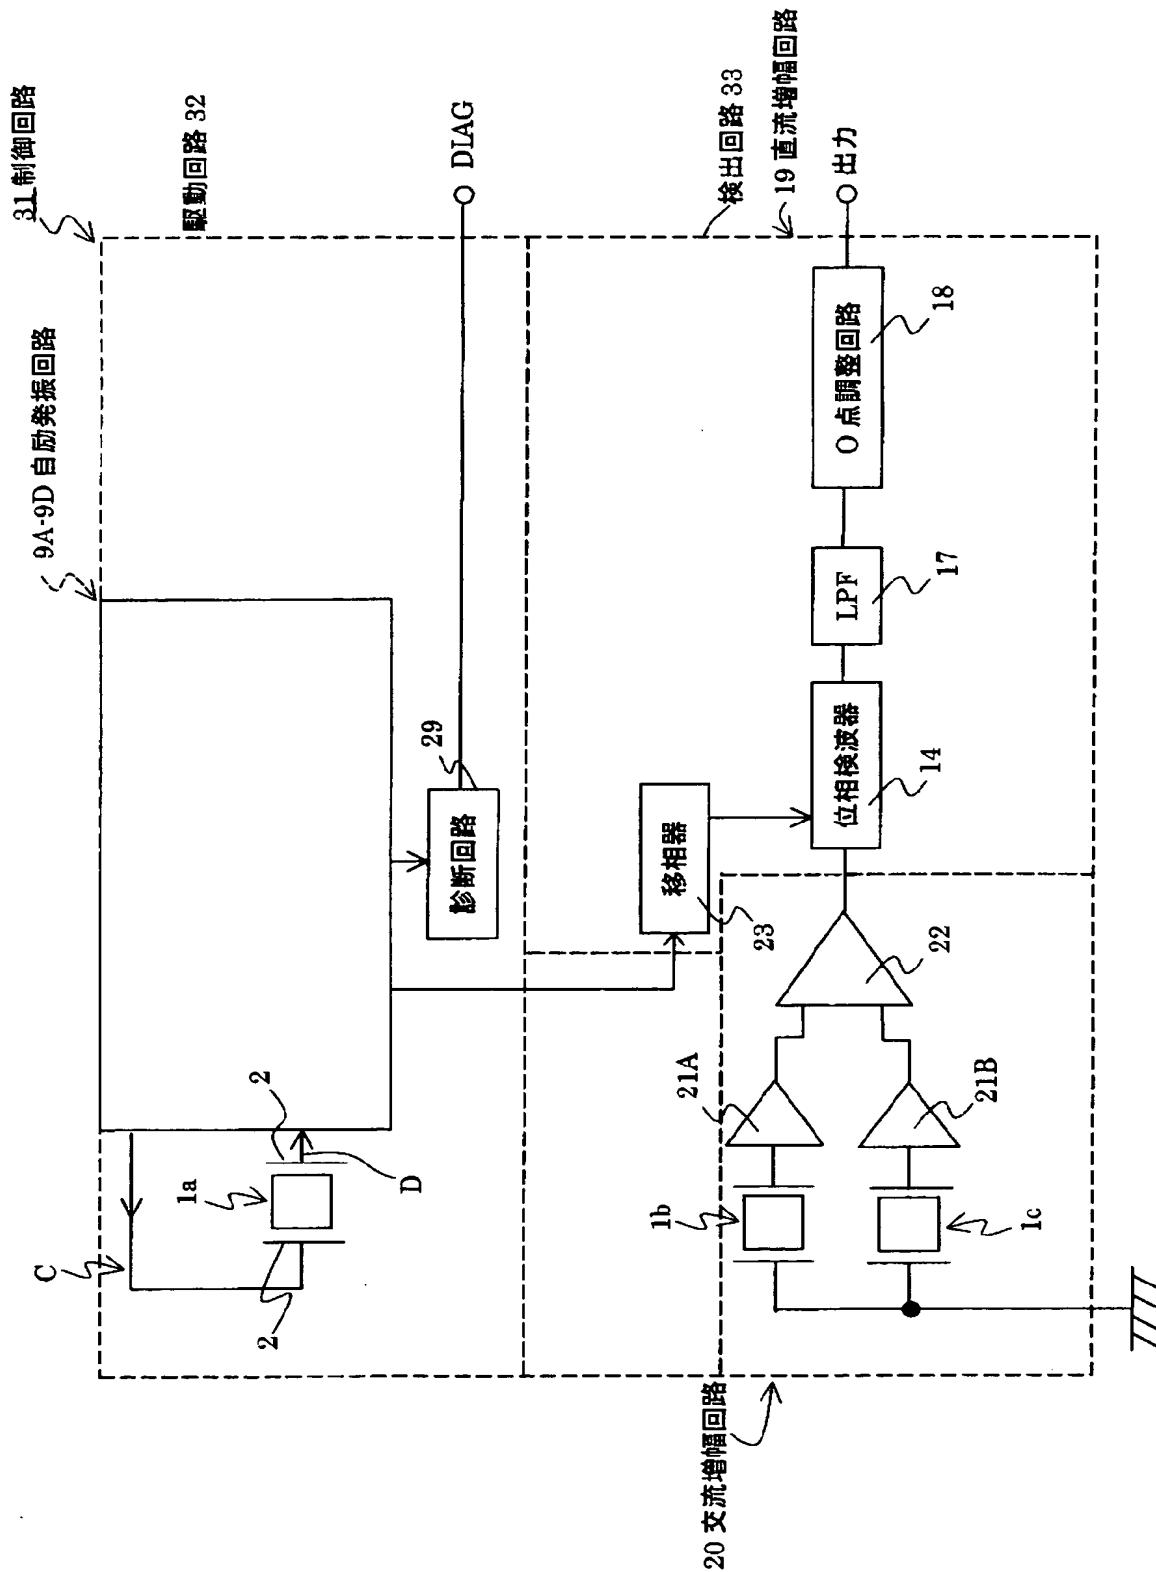 31 制御回路
9A-9D 自励発振回路
駆動回路 32
C
1a
2
2
D
診断回路
29
DIAG
検出回路 33
19 直流増幅回路
移相器
23
1b
21A
1c
21B
22
位相検波器
14
LPF
17
O 点調整回路
18
出力
20 交流増幅回路